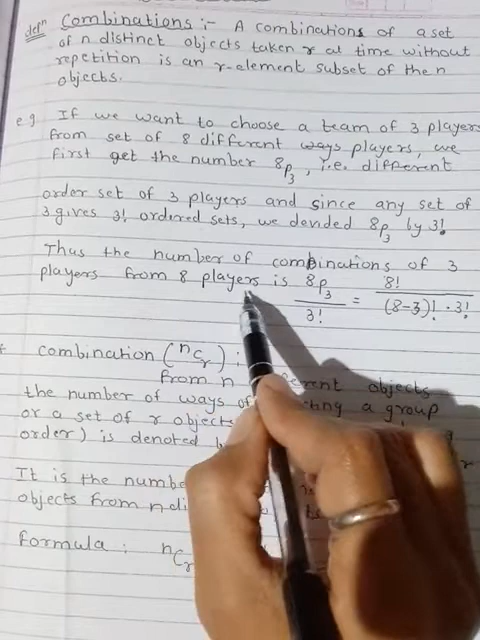 defⁿ Combinations :- A combinations of a set
of n distinct objects taken r at time without
repetition is an r-element subset of the n
objects.
e.g If we want to choose a team of 3 players
from set of 8 different ways players, we
first get the number 8P₃, i.e. different
order set of 3 players and since any set of
3 gives 3! ordered sets, we devided 8P₃ by 3!
Thus the number of combinations of 3
players from 8 players is 8P₃/3! = 8!/(8-3)! · 3!
combination (ⁿCᵣ) :
From n objects
the number of ways of a group
or a set of r objects
order) is denoted
It is the
objects from n
formula : ⁿCᵣ